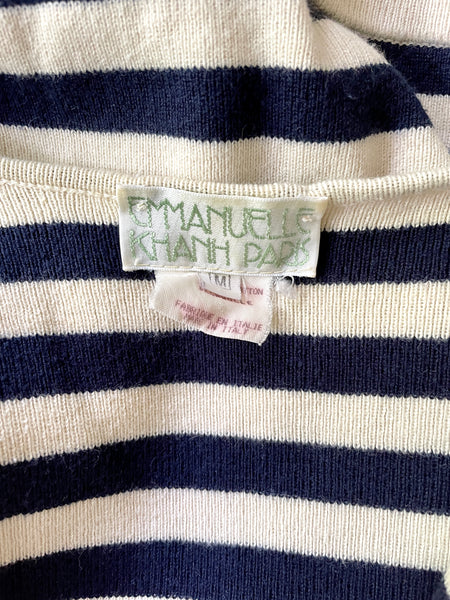 EMMANUELLE
KHANH PARIS
M
FABRIQUE EN ITALIE
MADE IN ITALY